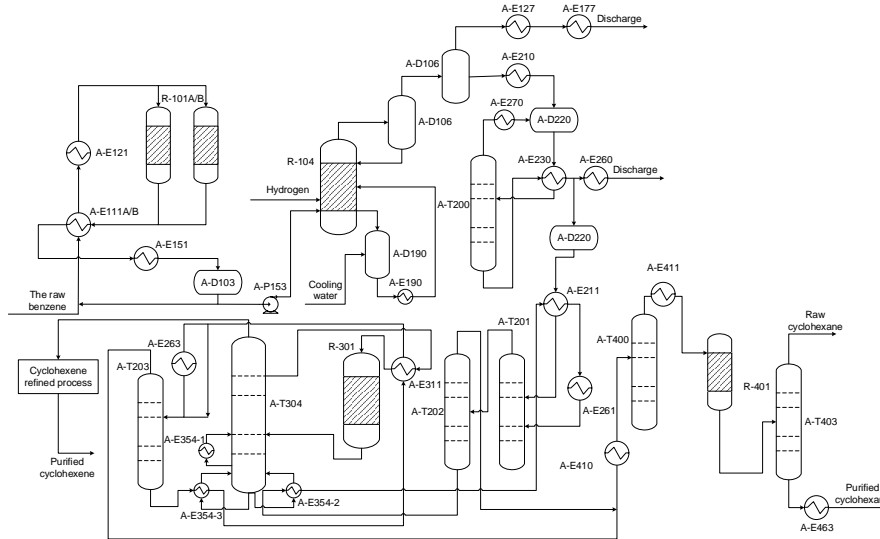 A-E127
A-E177
Discharge
A-D106
A-E210
R-101A/B
A-E270
A-D106
A-D220
A-E121
R-104
A-E230
A-E260
Discharge
Hydrogen
A-T200
A-E111A/B
A-D220
A-E151
A-D190
A-E411
A-D103
A-P153
Cooling
water
A-E190
A-E211
The raw
benzene
A-T201
Raw
cyclohexane
R-301
A-E263
A-T400
A-T203
Cyclohexene
refined process
A-E311
A-T304
R-401
A-T202
A-E261
A-T403
A-E354-1
Purified
cyclohexene
A-E410
Purified
cyclohexan
A-E354-2
A-E354-3
A-E463